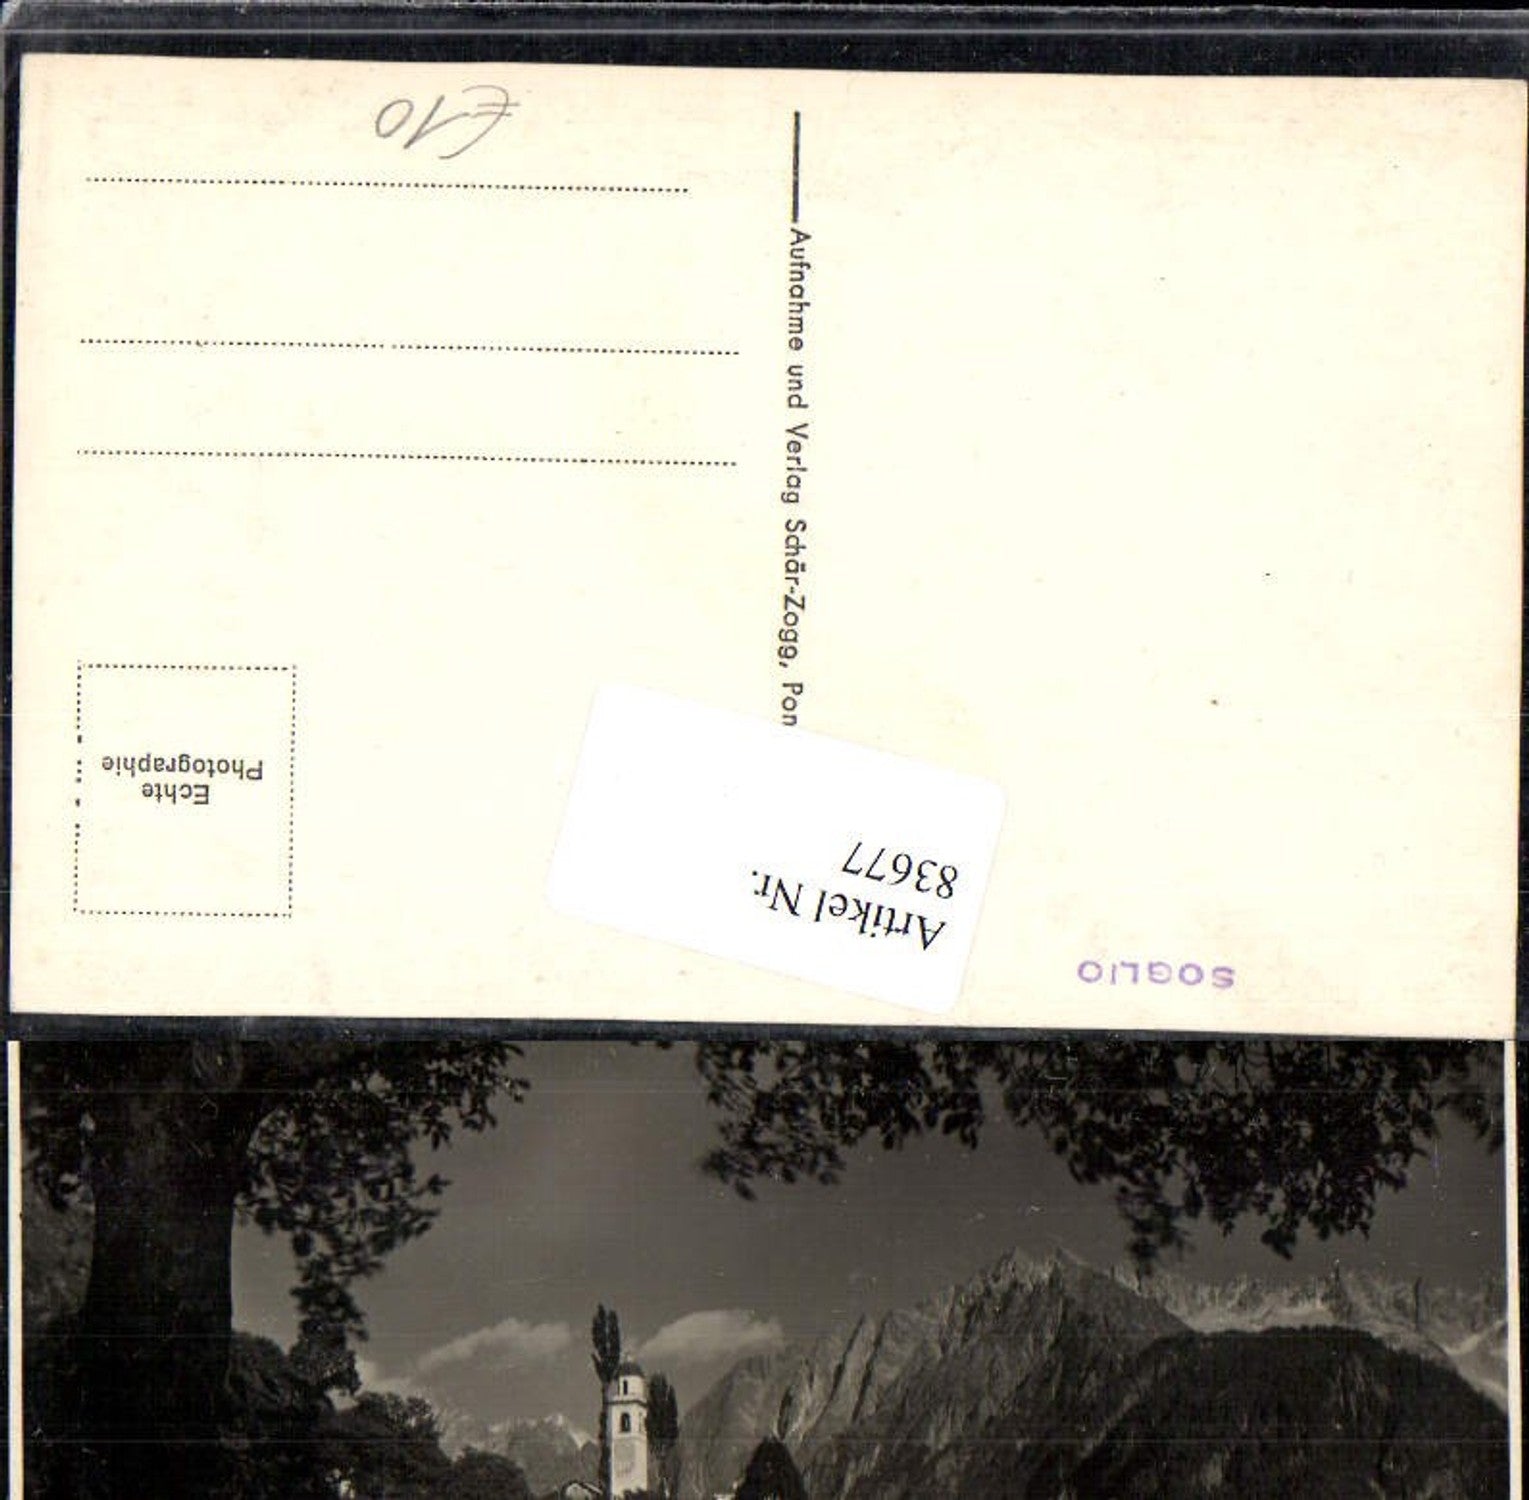 €10
Aufnahme und Verlag Schär-Zogg, Pon
Echte
Photographie
Artikel Nr.
83677
SOGLIO